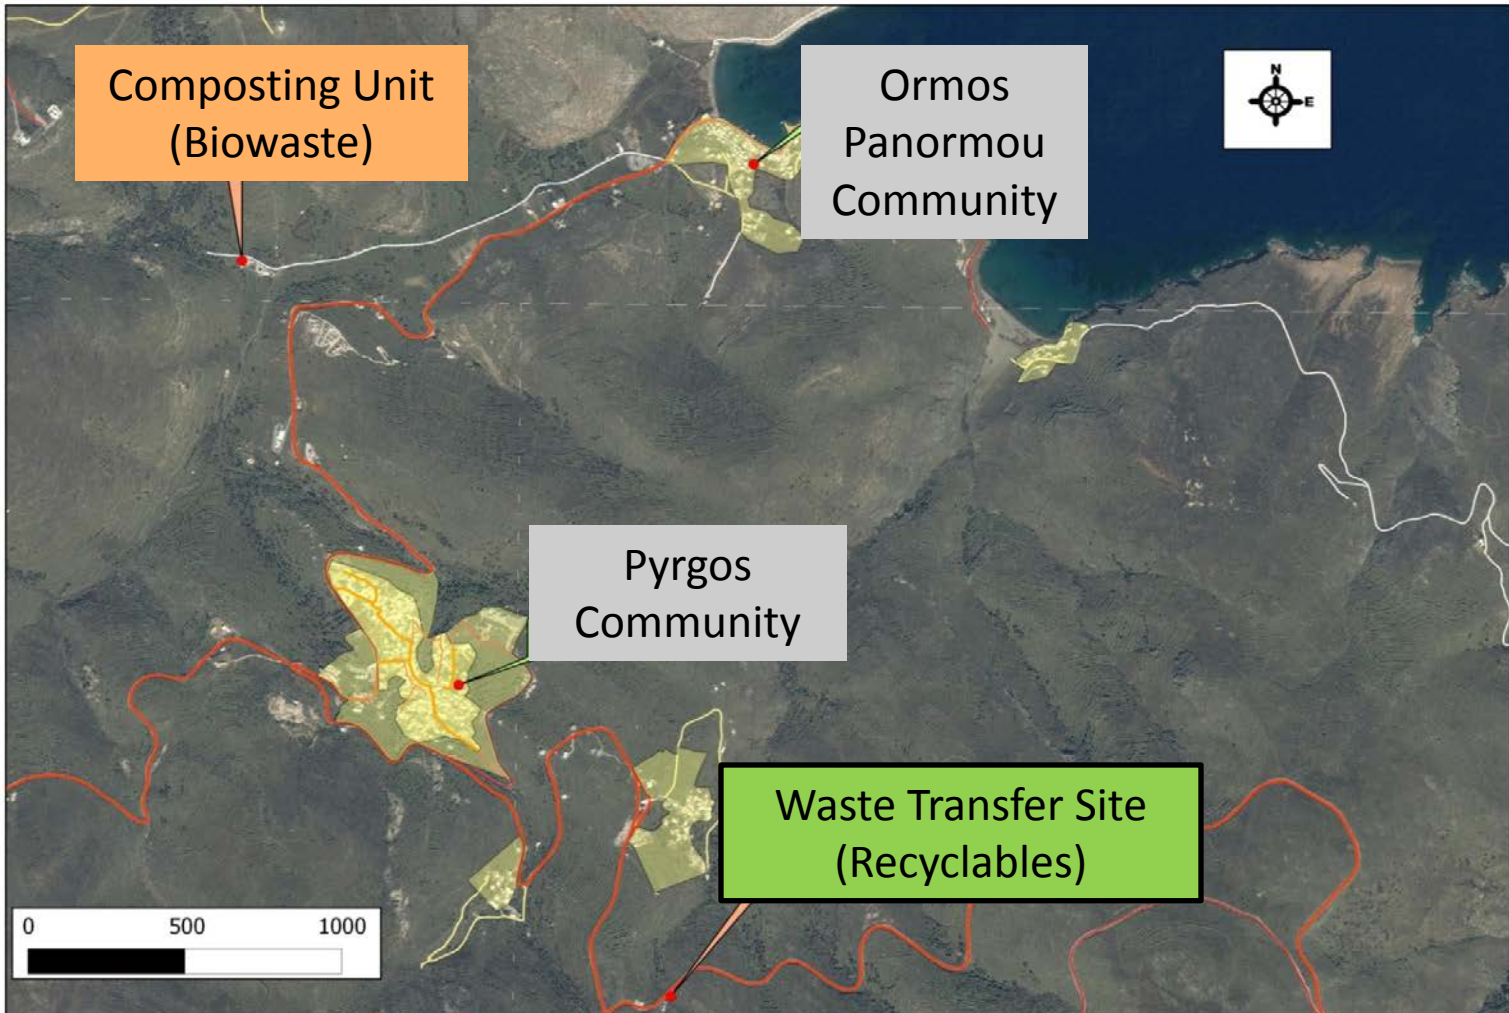 Composting Unit
(Biowaste)
Ormos
Panormou
Community
N
E
Pyrgos
Community
Waste Transfer Site
(Recyclables)
0 500 1000